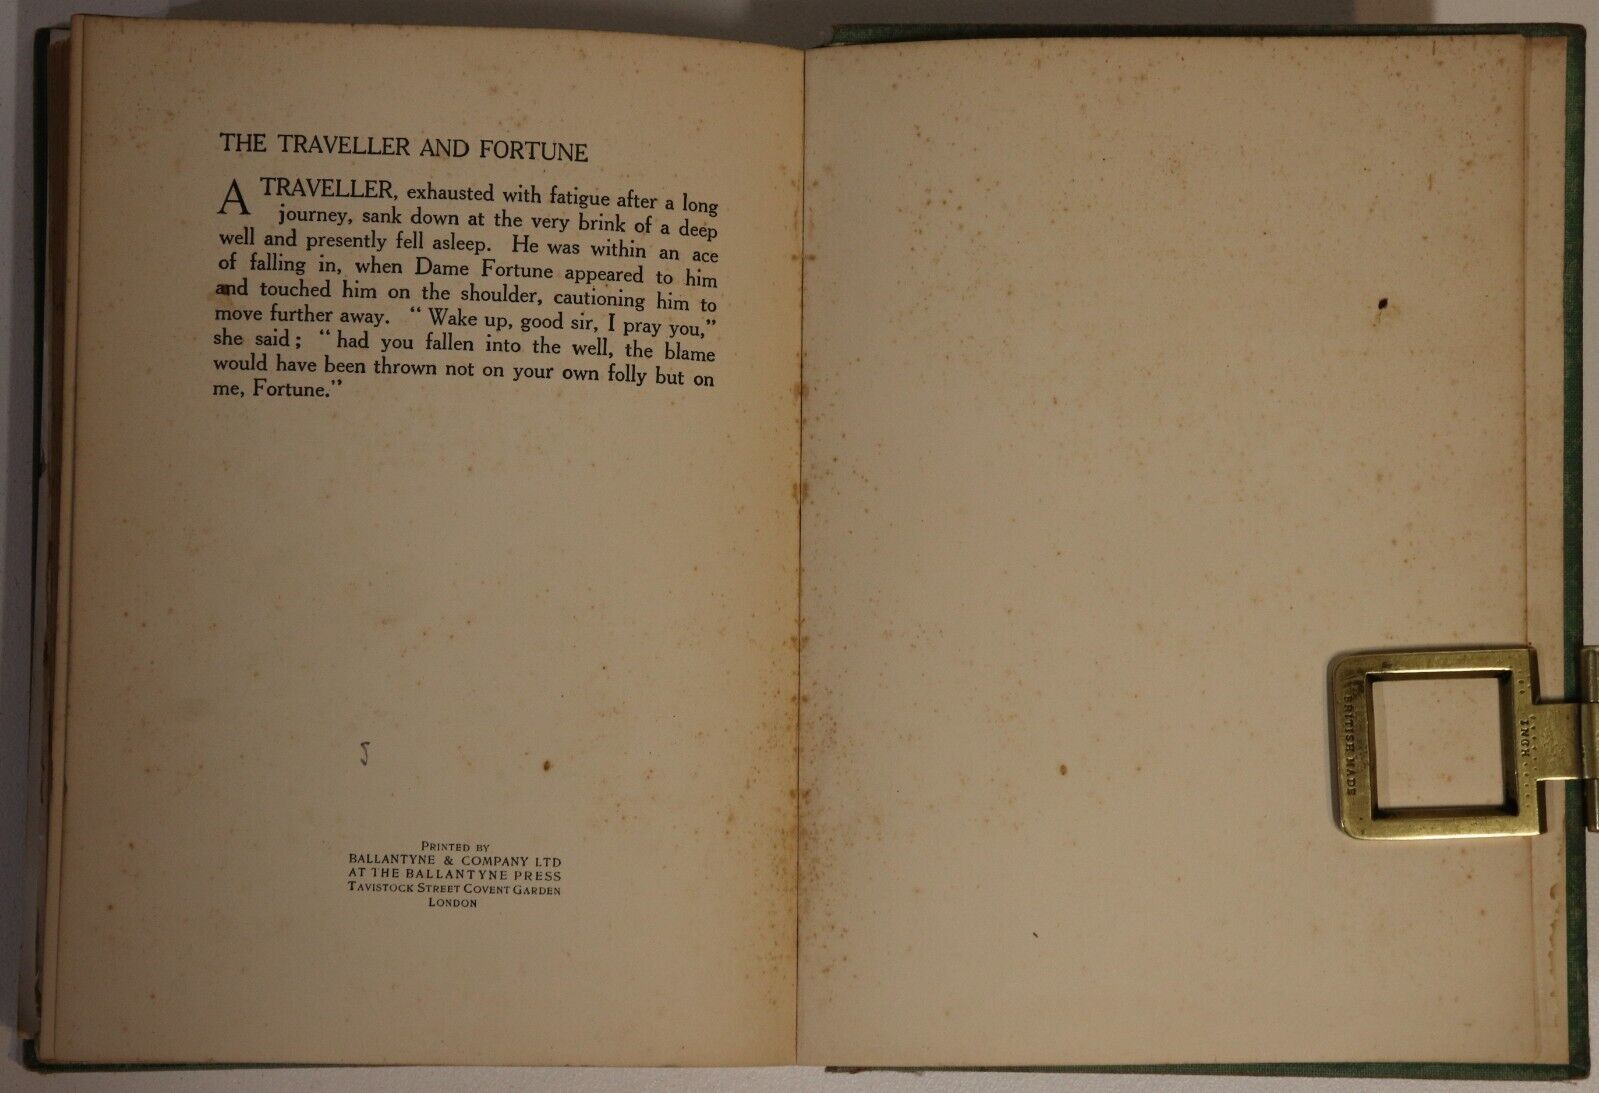 THE TRAVELLER AND FORTUNE
A TRAVELLER, exhausted with fatigue after a long
journey, sank down at the very brink of a deep
well and presently fell asleep. He was within an ace
of falling in, when Dame Fortune appeared to him
and touched him on the shoulder, cautioning him to
move further away. "Wake up, good sir, I pray you,"
she said; "had you fallen into the well, the blame
would have been thrown not on your own folly but on
me, Fortune."
5
PRINTED BY
BALLANTYNE & COMPANY LTD
AT THE BALLANTYNE PRESS
TAVISTOCK STREET COVENT GARDEN
LONDON
BRITISH MADE